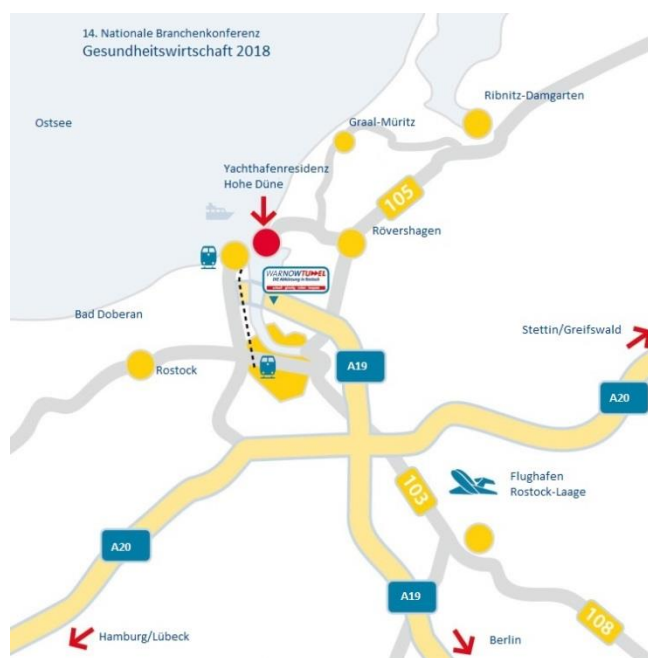 14. Nationale Branchenkonferenz
Gesundheitswirtschaft 2018
Ribnitz-Damgarten
Ostsee
Graal-Müritz
Yachthafenresidenz
Hohe Düne
105
Rövershagen
WARNOWTUNNEL
Bad Doberan
Stettin/Greifswald
A19
Rostock
A20
Flughafen
Rostock-Laage
103
A20
A19
108
Hamburg/Lübeck
Berlin